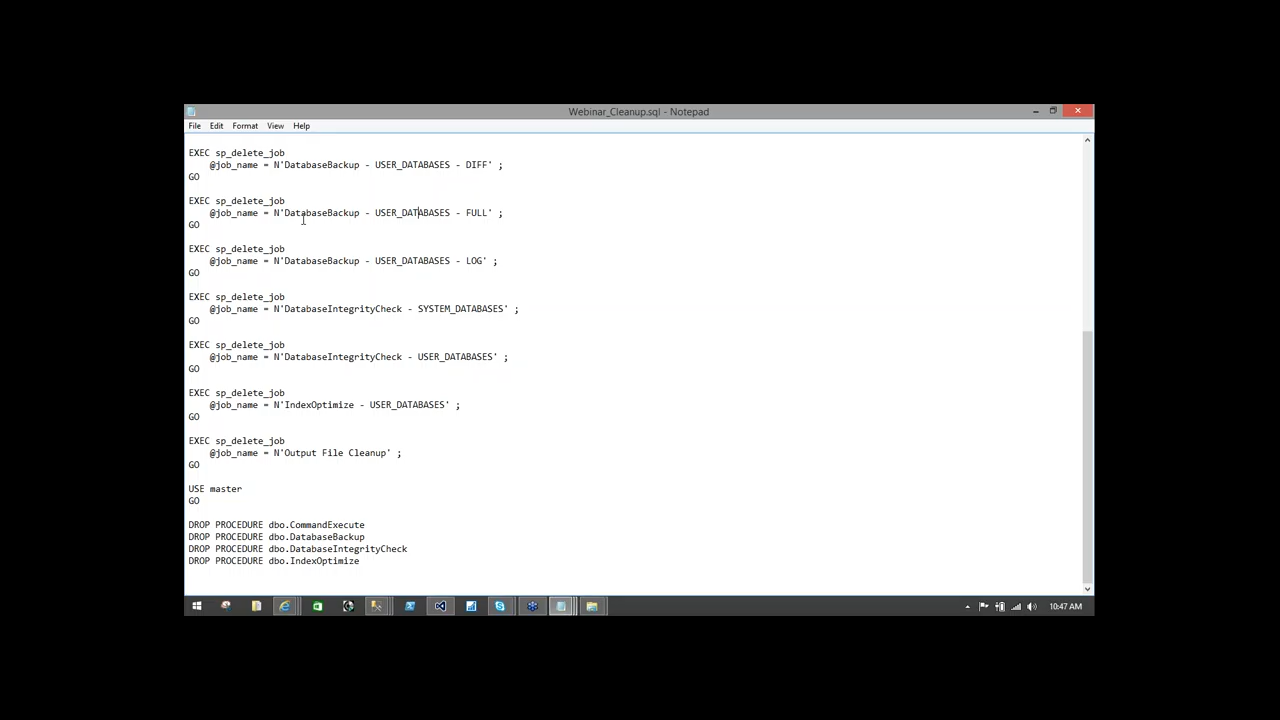 Webinar_Cleanup.sql - Notepad
File Edit Format View Help
EXEC sp_delete_job
@job_name = N'DatabaseBackup - USER_DATABASES - DIFF' ;
GO
EXEC sp_delete_job
@job_name = N'DatabaseBackup - USER_DATABASES - FULL' ;
GO
EXEC sp_delete_job
@job_name = N'DatabaseBackup - USER_DATABASES - LOG' ;
GO
EXEC sp_delete_job
@job_name = N'DatabaseIntegrityCheck - SYSTEM_DATABASES' ;
GO
EXEC sp_delete_job
@job_name = N'DatabaseIntegrityCheck - USER_DATABASES' ;
GO
EXEC sp_delete_job
@job_name = N'IndexOptimize - USER_DATABASES' ;
GO
EXEC sp_delete_job
@job_name = N'Output File Cleanup' ;
GO
USE master
GO
DROP PROCEDURE dbo.CommandExecute
DROP PROCEDURE dbo.DatabaseBackup
DROP PROCEDURE dbo.DatabaseIntegrityCheck
DROP PROCEDURE dbo.IndexOptimize
10:47 AM